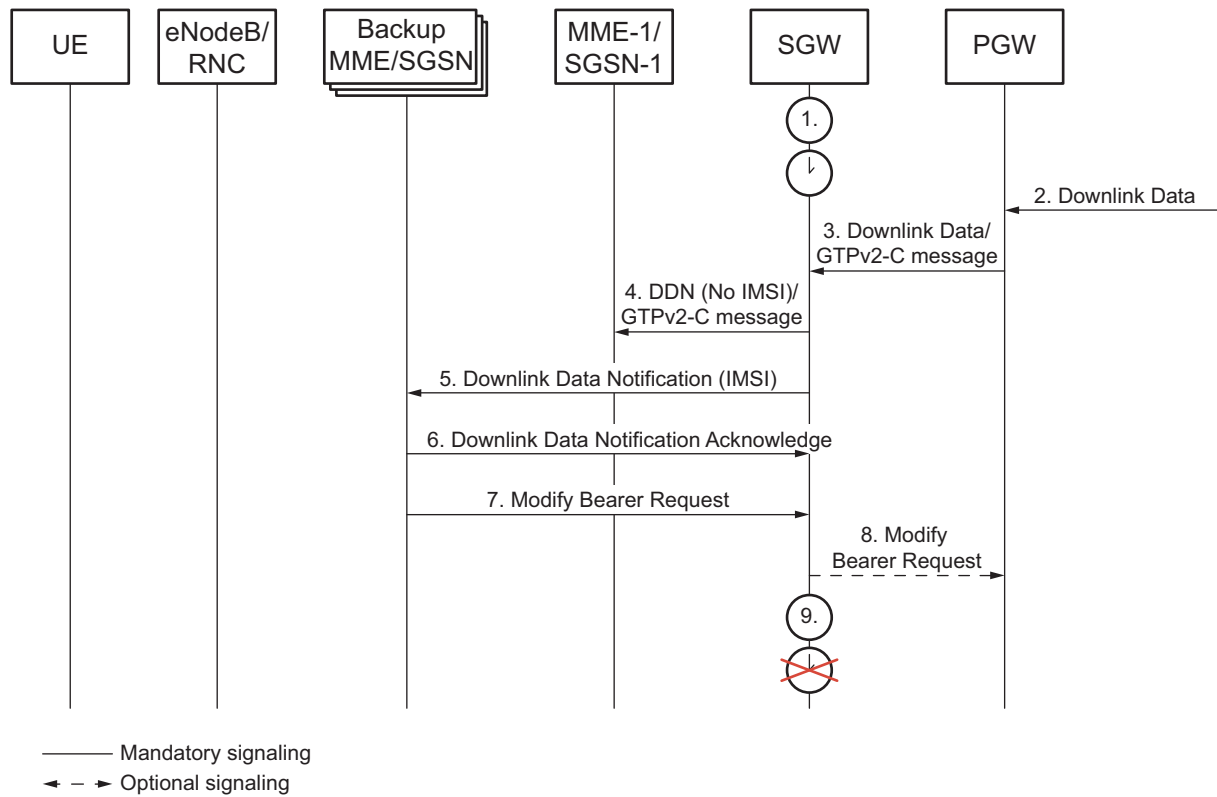 UE
eNodeB/
RNC
Backup
MME/SGSN
MME-1/
SGSN-1
SGW
PGW
1.
2. Downlink Data
3. Downlink Data/
GTPv2-C message
4. DDN (No IMSI)/
GTPv2-C message
5. Downlink Data Notification (IMSI)
6. Downlink Data Notification Acknowledge
7. Modify Bearer Request
8. Modify
Bearer Request
9.
Mandatory signaling
Optional signaling